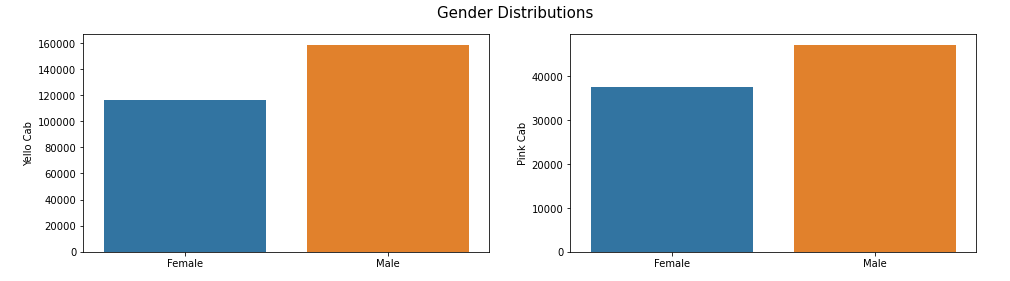 Gender Distributions
Yello Cab
160000
140000
120000
100000
80000
60000
40000
20000
0
Female
Male
Pink Cab
40000
30000
20000
10000
0
Female
Male